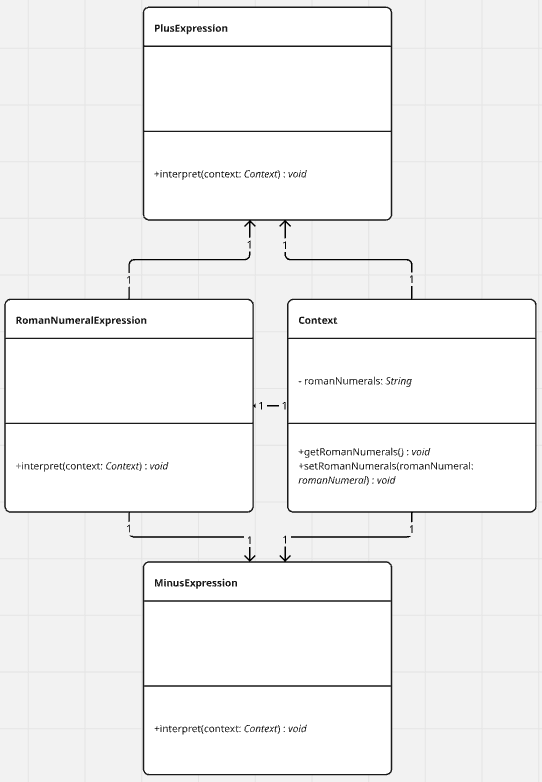 PlusExpression
+interpret(context: Context) : void
1
1
1
1
RomanNumeralExpression
+interpret(context: Context) : void
1
1
Context
- romanNumerals: String
+getRomanNumerals() : void
+setRomanNumerals(romanNumeral:
romanNumeral) : void
1
1
1
1
MinusExpression
+interpret(context: Context) : void